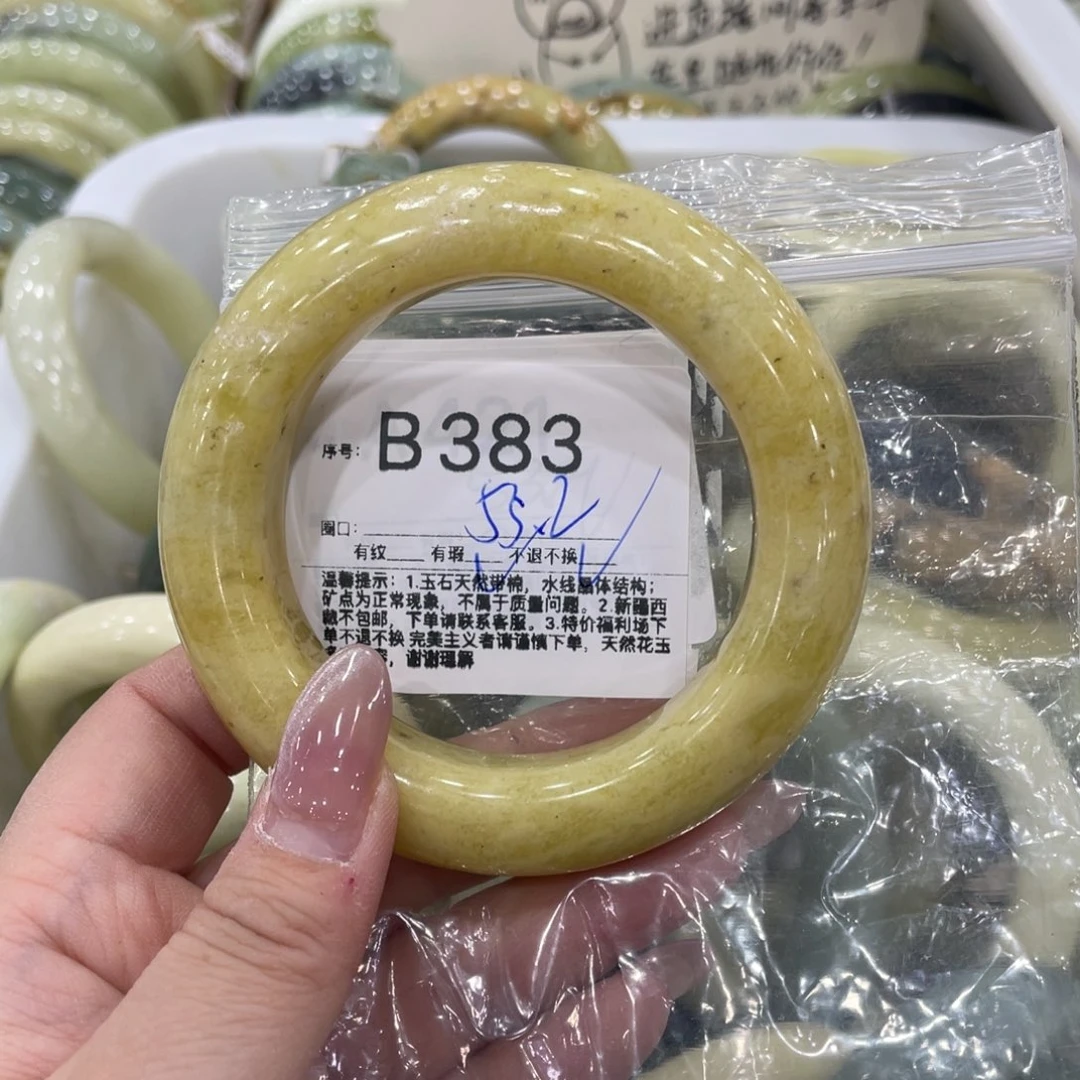 序号: B383
圈口: 55.2
有纹 有瑕 不退不换
温馨提示: 1.玉石天然带棉, 水线晶体结构;
矿点为正常现象, 不属于质量问题。2.新疆西
藏不包邮, 下单请联系客服。3.特价福利场下
单不退不换 完美主义者请谨慎下单, 天然花玉
, 谢谢理解